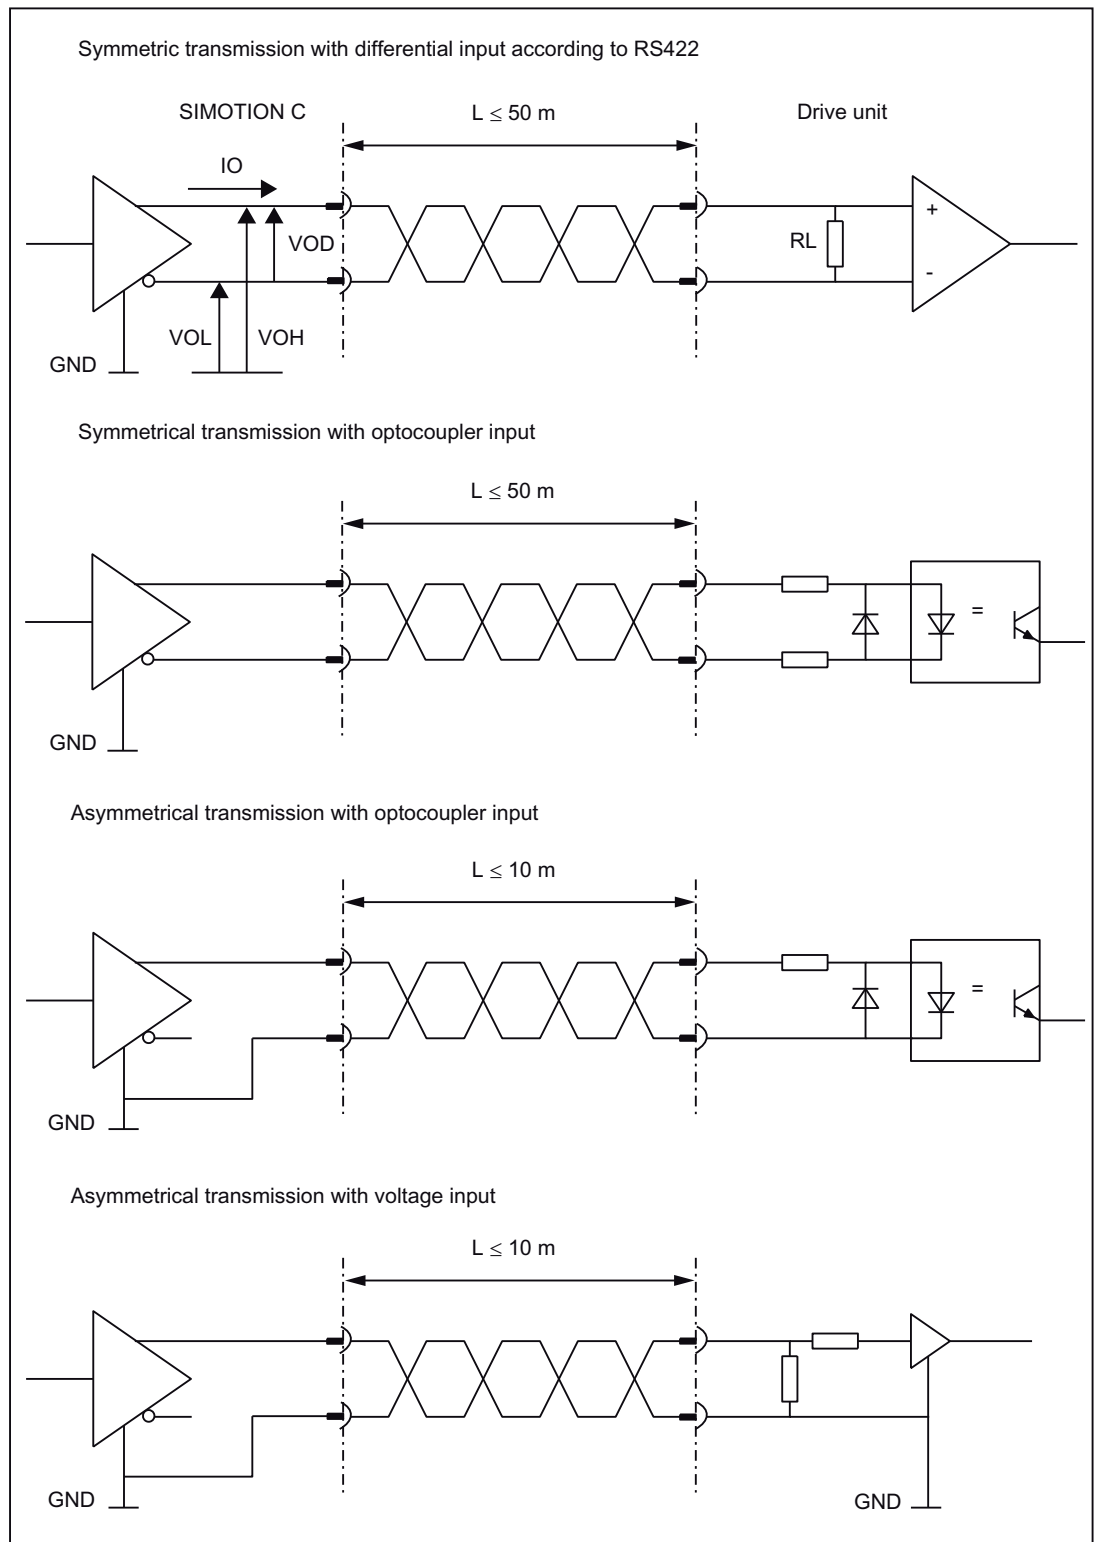 Symmetric transmission with differential input according to RS422
SIMOTION C
L ≤ 50 m
Drive unit
IO
VOD
RL
+
-
VOL
VOH
GND
Symmetrical transmission with optocoupler input
L ≤ 50 m
=
GND
Asymmetrical transmission with optocoupler input
L ≤ 10 m
=
GND
Asymmetrical transmission with voltage input
L ≤ 10 m
GND
GND